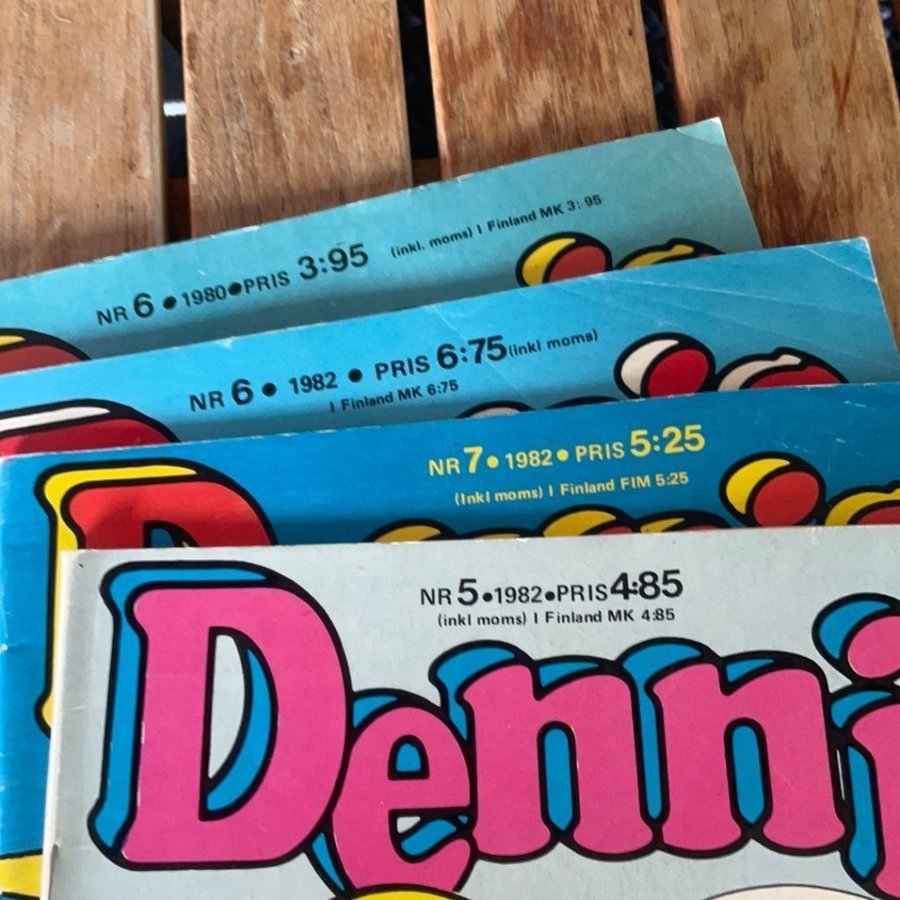 NR 6 • 1980 • PRIS 3:95 (inkl. moms) I Finland MK 3:95
NR 6 • 1982 • PRIS 6:75 (inkl moms)
I Finland MK 6:75
NR 7 • 1982 • PRIS 5:25
(Inkl moms) I Finland FIM 5:25
D
NR 5 • 1982 • PRIS 4:85
(inkl moms) I Finland MK 4:85
Denni